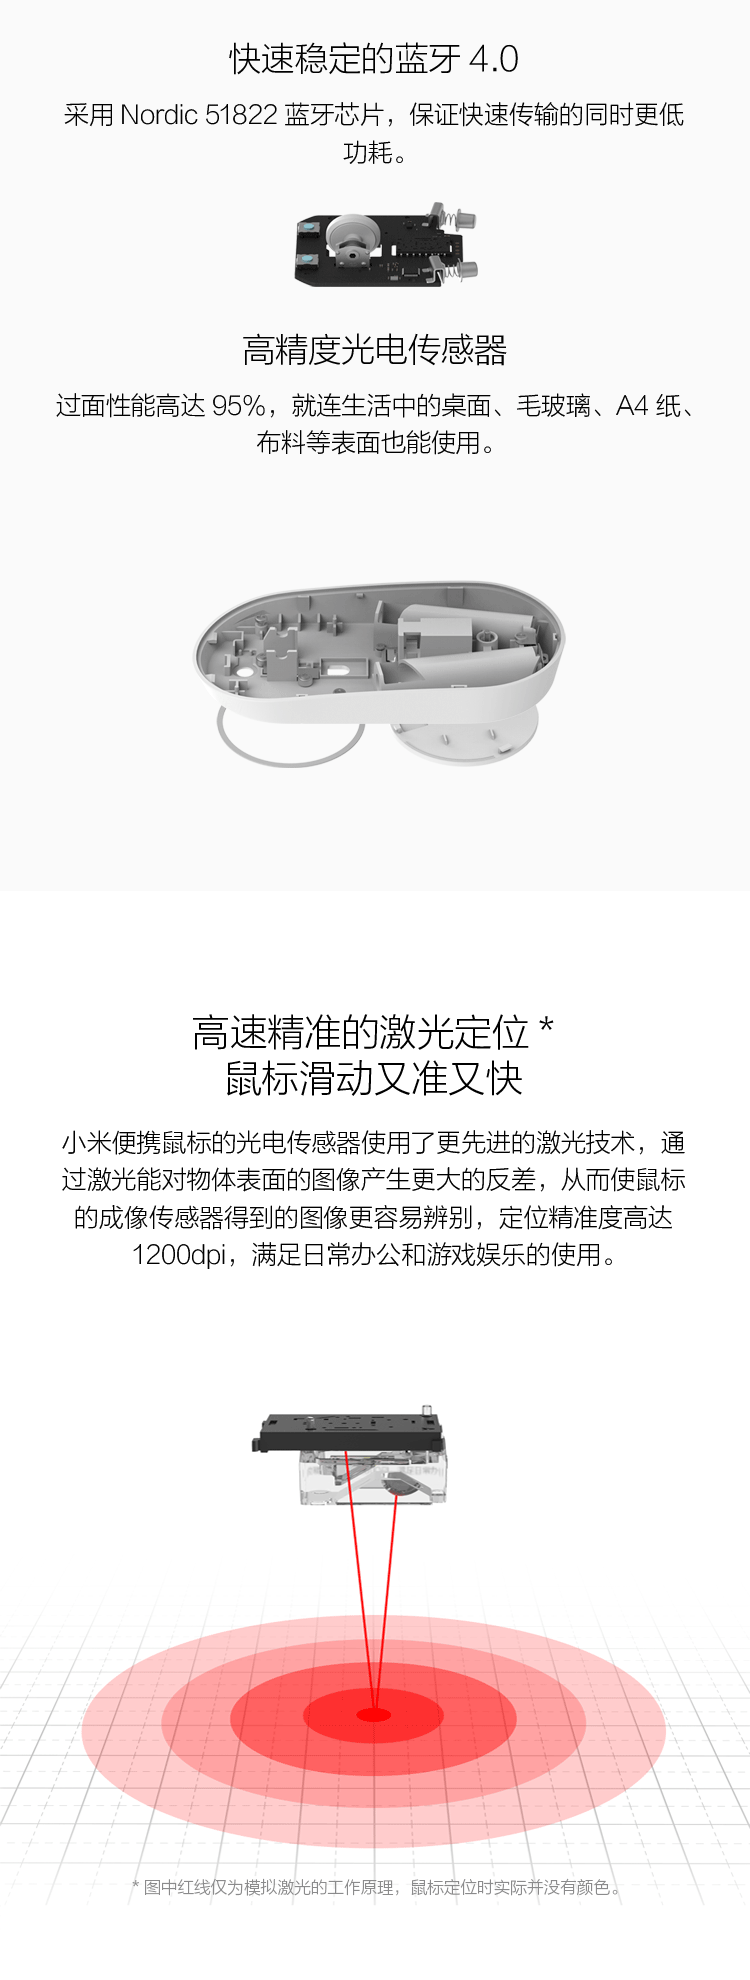 快速稳定的蓝牙 4.0
采用 Nordic 51822 蓝牙芯片，保证快速传输的同时更低
功耗。
高精度光电传感器
过面性能高达 95%，就连生活中的桌面、毛玻璃、A4 纸、
布料等表面也能使用。
高速精准的激光定位 *
鼠标滑动又准又快
小米便携鼠标的光电传感器使用了更先进的激光技术，通
过激光能对物体表面的图像产生更大的反差，从而使鼠标
的成像传感器得到的图像更容易辨别，定位精准度高达
1200dpi，满足日常办公和游戏娱乐的使用。
* 图中红线仅为模拟激光的工作原理，鼠标定位时实际并没有颜色。